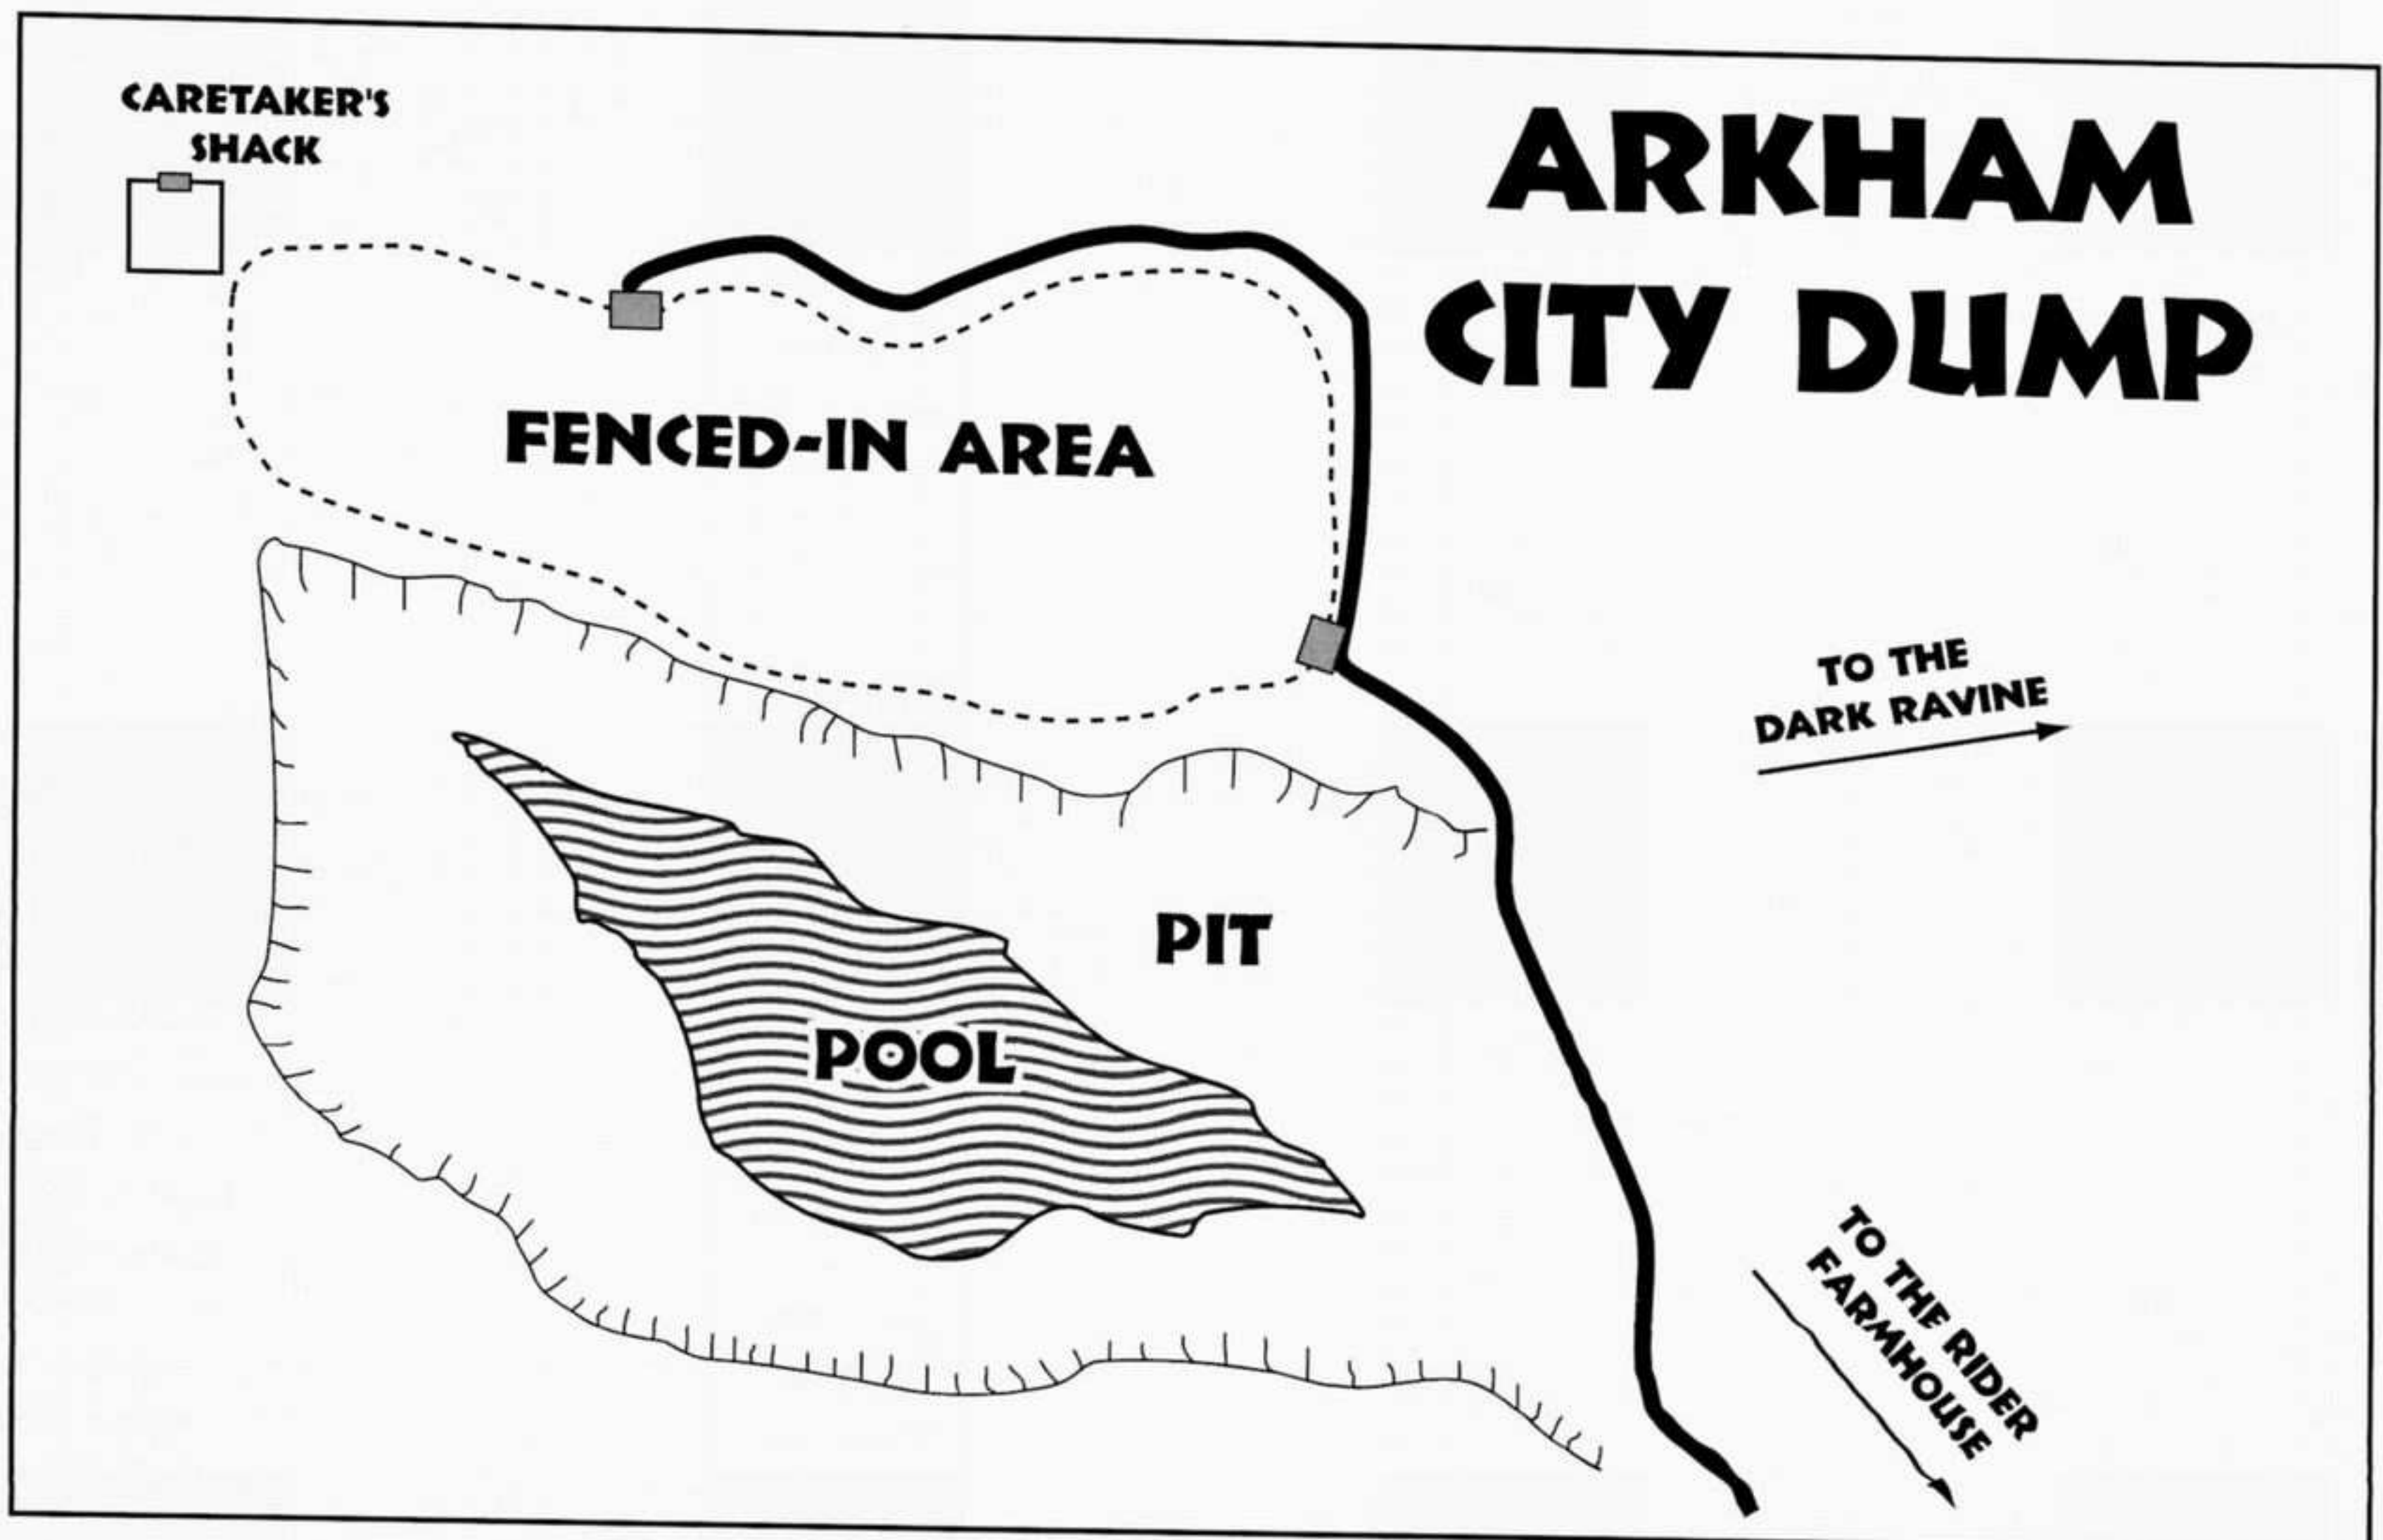 CARETAKER'S
SHACK
ARKHAM
CITY DUMP
FENCED-IN AREA
TO THE
DARK RAVINE
PIT
POOL
TO THE RIDER
FARMHOUSE